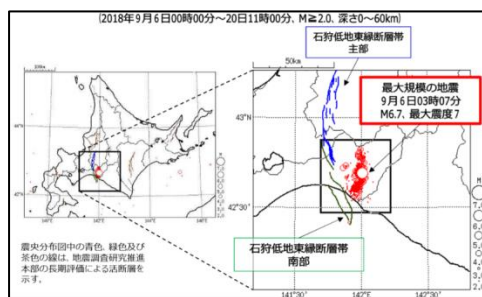 (2018年9月6日00時00分～20日11時00分、M≧2.0、深さ0～60km)
石狩低地東縁断層帯
主部
最大規模の地震
9月6日03時07分
M6.7、最大震度7
50km
43°N
42°30'N
141°30'E
142°E
142°30'E
44°N
42°N
142°E
震央分布図中の青色、緑色及び
茶色の線は、地震調査研究推進
本部の長期評価による活断層を
示す。
石狩低地東縁断層帯
南部